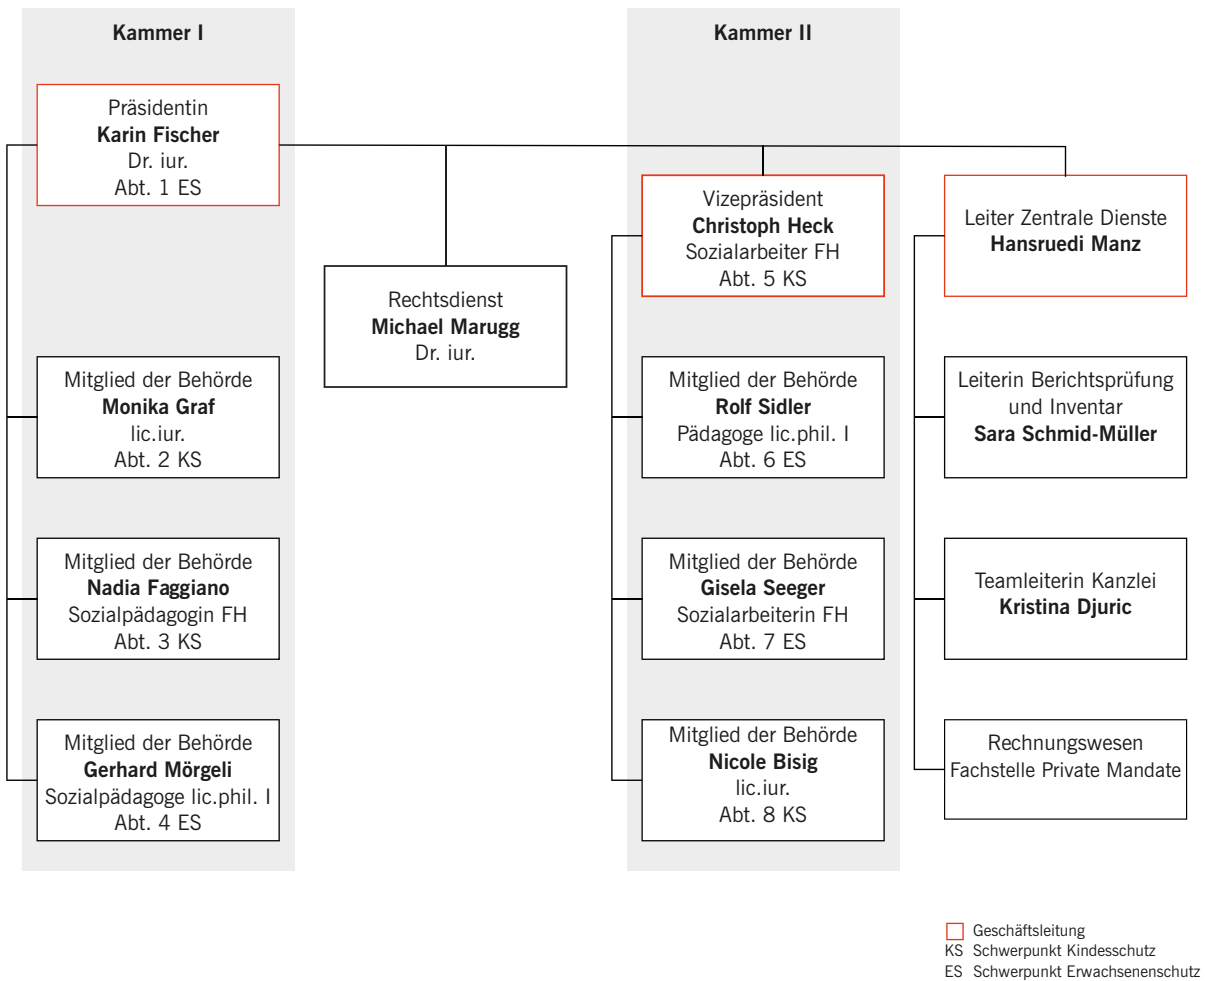 Kammer I
Präsidentin
Karin Fischer
Dr. iur.
Abt. 1 ES
Mitglied der Behörde
Monika Graf
lic.iur.
Abt. 2 KS
Mitglied der Behörde
Nadia Faggiano
Sozialpädagogin FH
Abt. 3 KS
Mitglied der Behörde
Gerhard Mörgeli
Sozialpädagoge lic.phil. I
Abt. 4 ES
Rechtsdienst
Michael Marugg
Dr. iur.
Kammer II
Vizepräsident
Christoph Heck
Sozialarbeiter FH
Abt. 5 KS
Mitglied der Behörde
Rolf Sidler
Pädagoge lic.phil. I
Abt. 6 ES
Mitglied der Behörde
Gisela Seeger
Sozialarbeiterin FH
Abt. 7 ES
Mitglied der Behörde
Nicole Bisig
lic.iur.
Abt. 8 KS
Leiter Zentrale Dienste
Hansruedi Manz
Leiterin Berichtsprüfung
und Inventar
Sara Schmid-Müller
Teamleiterin Kanzlei
Kristina Djuric
Rechnungswesen
Fachstelle Private Mandate
Geschäftsleitung
KS Schwerpunkt Kindesschutz
ES Schwerpunkt Erwachsenenschutz